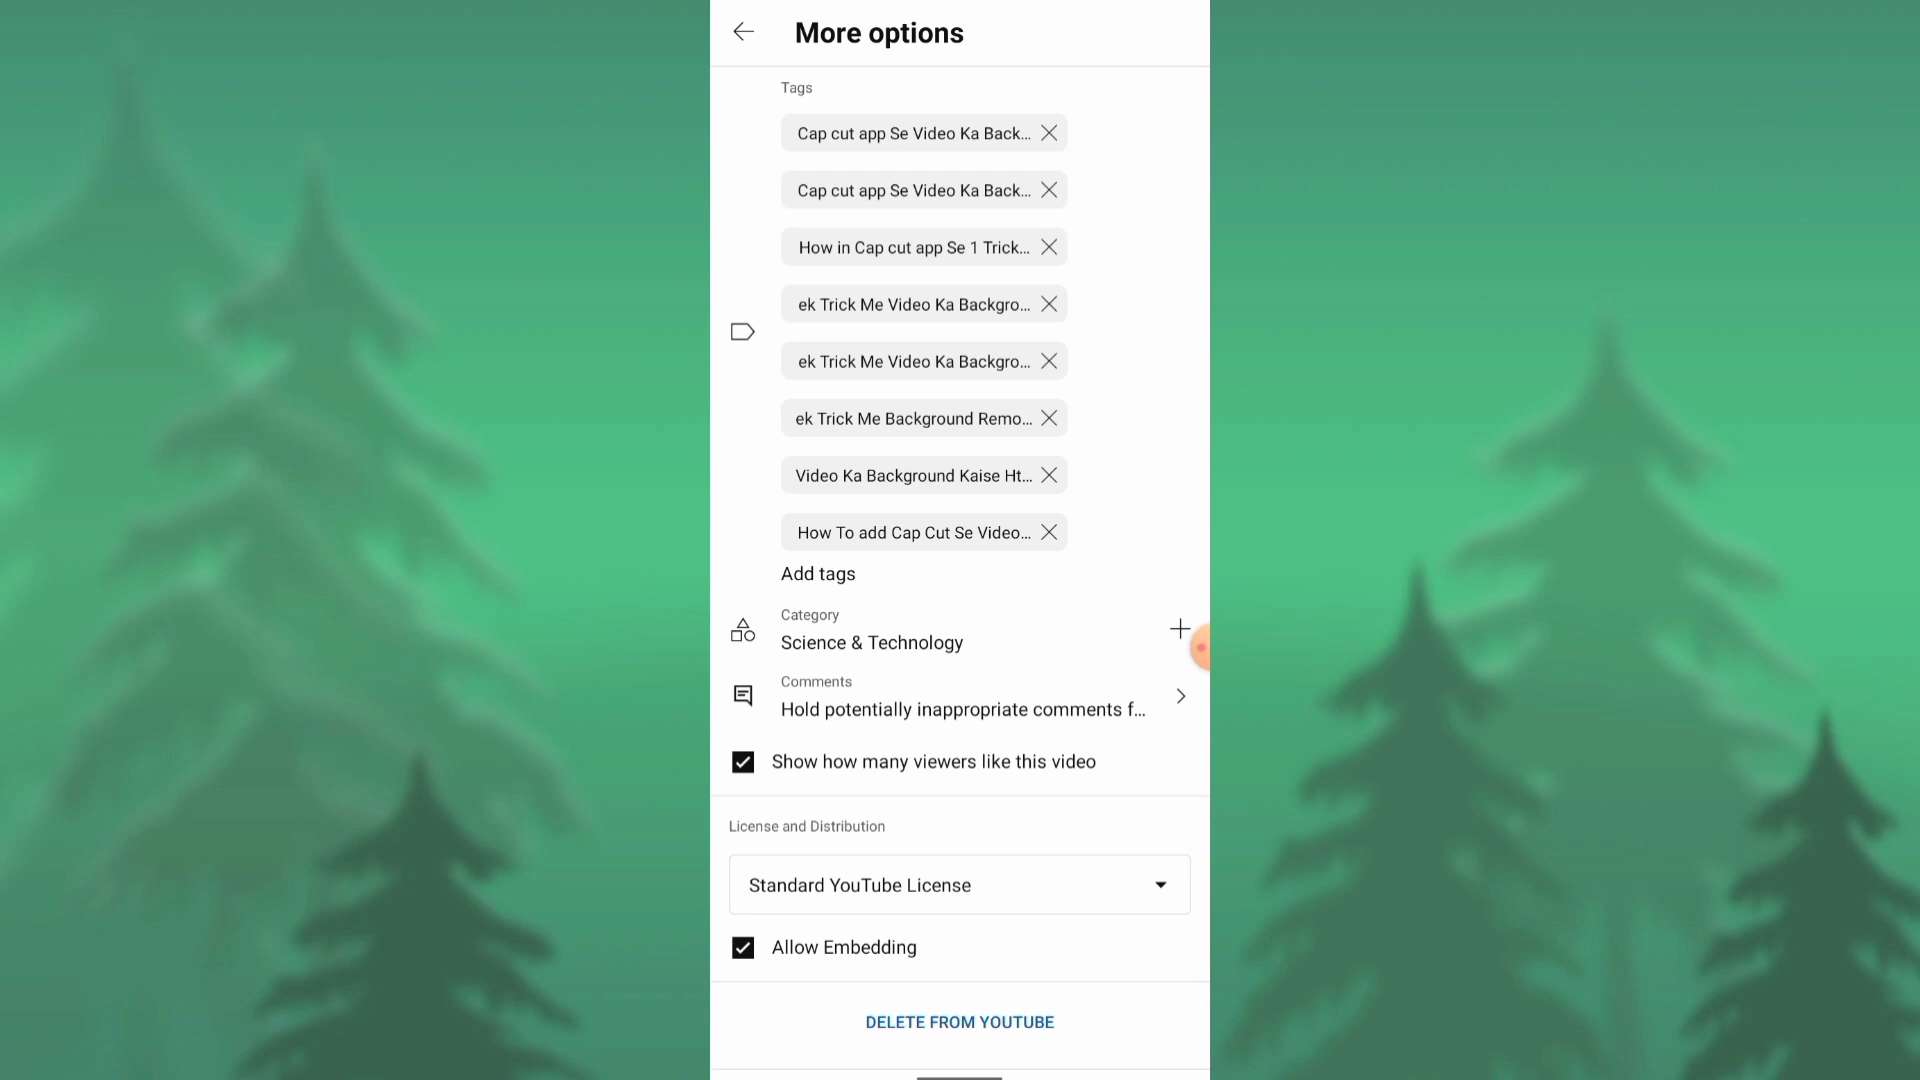 More options
Tags
Cap cut app Se Video Ka Back...
Cap cut app Se Video Ka Back...
How in Cap cut app Se 1 Trick...
ek Trick Me Video Ka Backgro...
ek Trick Me Video Ka Backgro...
ek Trick Me Background Remo...
Video Ka Background Kaise Ht...
How To add Cap Cut Se Video...
Add tags
Category
Science & Technology
Comments
Hold potentially inappropriate comments f...
Show how many viewers like this video
License and Distribution
Standard YouTube License
Allow Embedding
DELETE FROM YOUTUBE